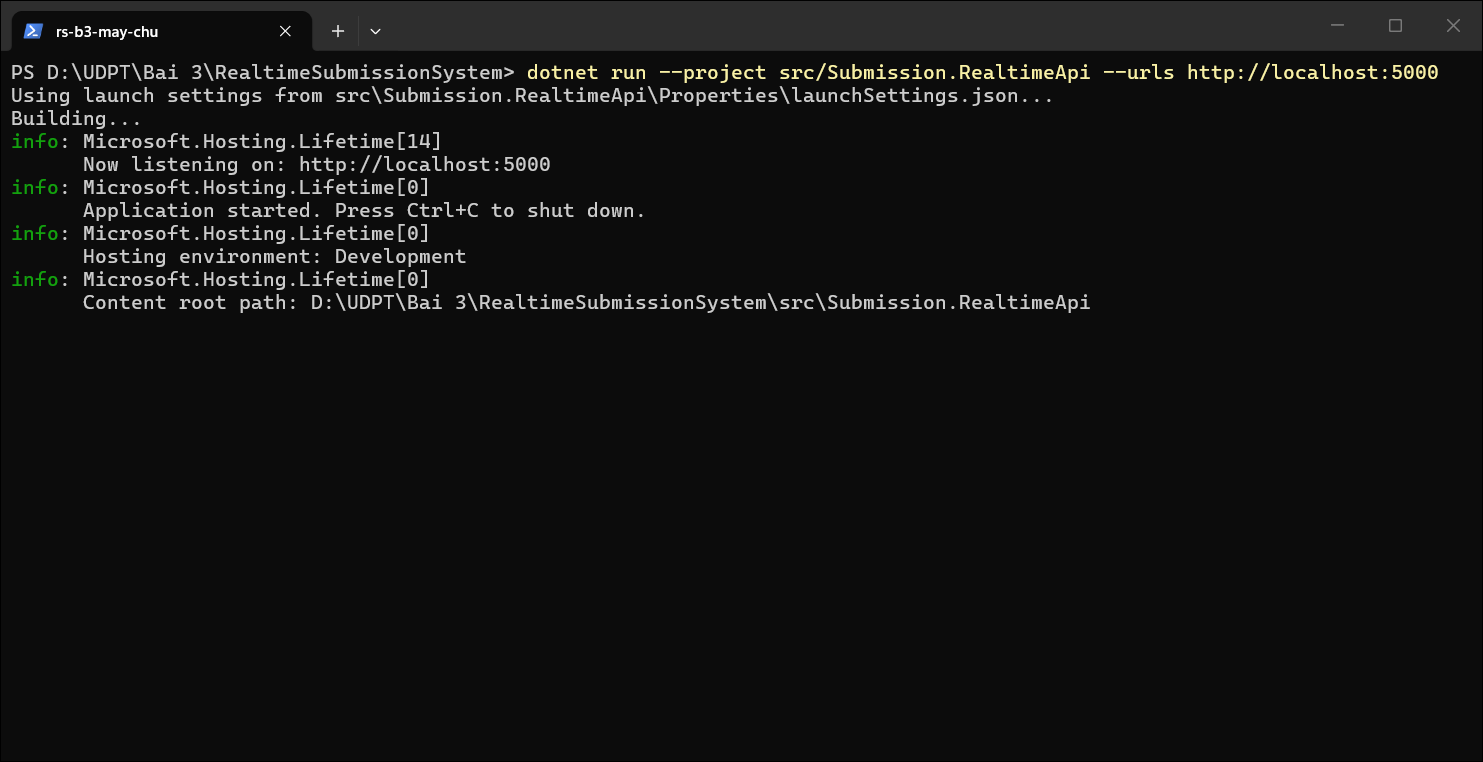 rs-b3-may-chu
PS D:\UDPT\Bai 3\RealtimeSubmissionSystem> dotnet run --project src/Submission.RealtimeApi --urls http://localhost:5000
Using launch settings from src\Submission.RealtimeApi\Properties\launchSettings.json...
Building...
info: Microsoft.Hosting.Lifetime[14]
      Now listening on: http://localhost:5000
info: Microsoft.Hosting.Lifetime[0]
      Application started. Press Ctrl+C to shut down.
info: Microsoft.Hosting.Lifetime[0]
      Hosting environment: Development
info: Microsoft.Hosting.Lifetime[0]
      Content root path: D:\UDPT\Bai 3\RealtimeSubmissionSystem\src\Submission.RealtimeApi